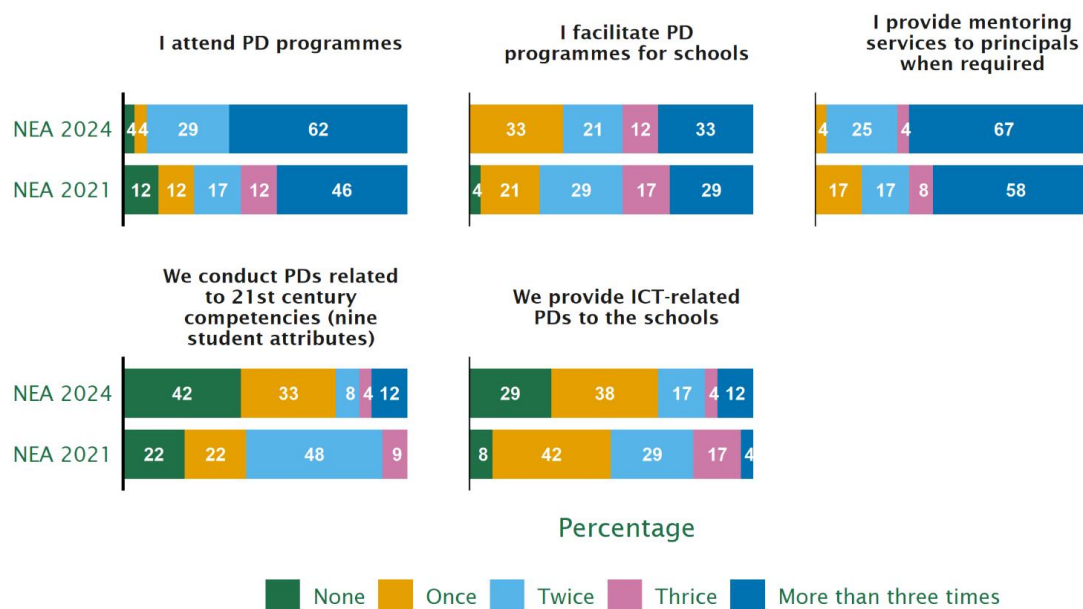 I attend PD programmes
I facilitate PD
programmes for schools
I provide mentoring
services to principals
when required
NEA 2024
4 4 29 62
33 21 12 33
4 25 4 67
NEA 2021
12 12 17 12 46
4 21 29 17 29
17 17 8 58
We conduct PDs related
to 21st century
competencies (nine
student attributes)
We provide ICT-related
PDs to the schools
NEA 2024
42 33 8 4 12
29 38 17 4 12
NEA 2021
22 22 48 9
8 42 29 17 4
Percentage
None Once Twice Thrice More than three times